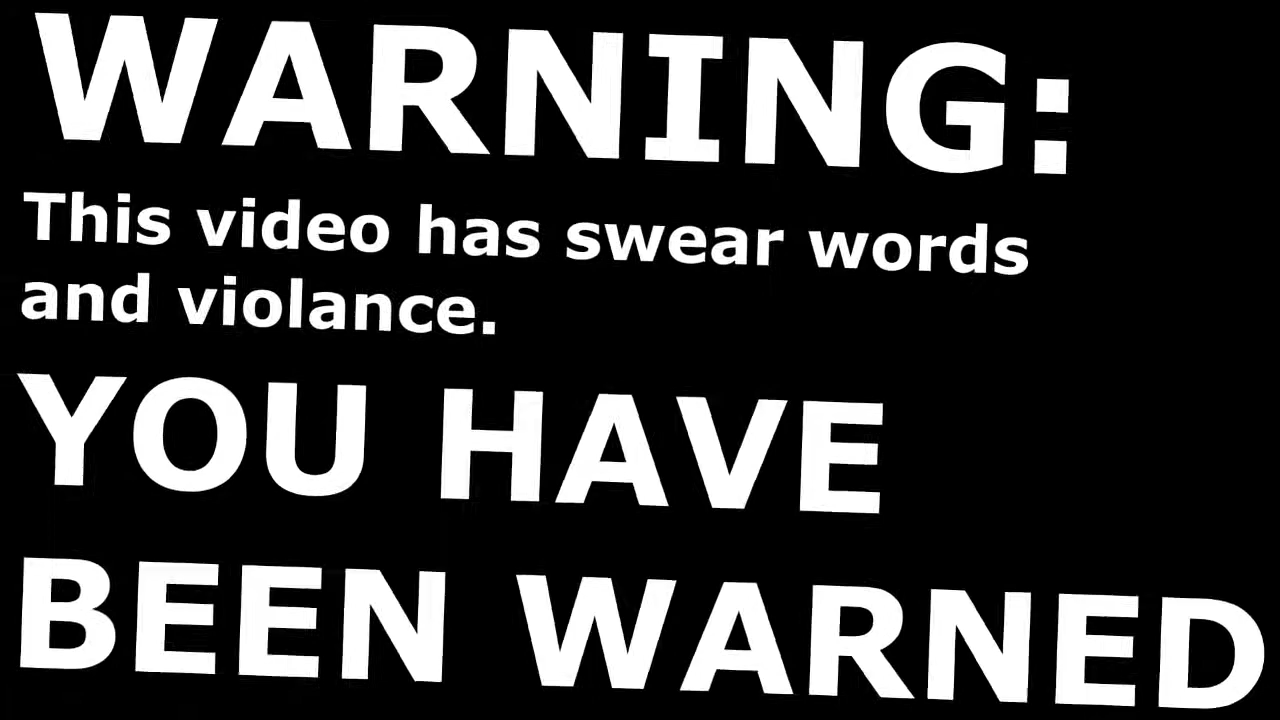 WARNING:
This video has swear words
and violance.
YOU HAVE
BEEN WARNED